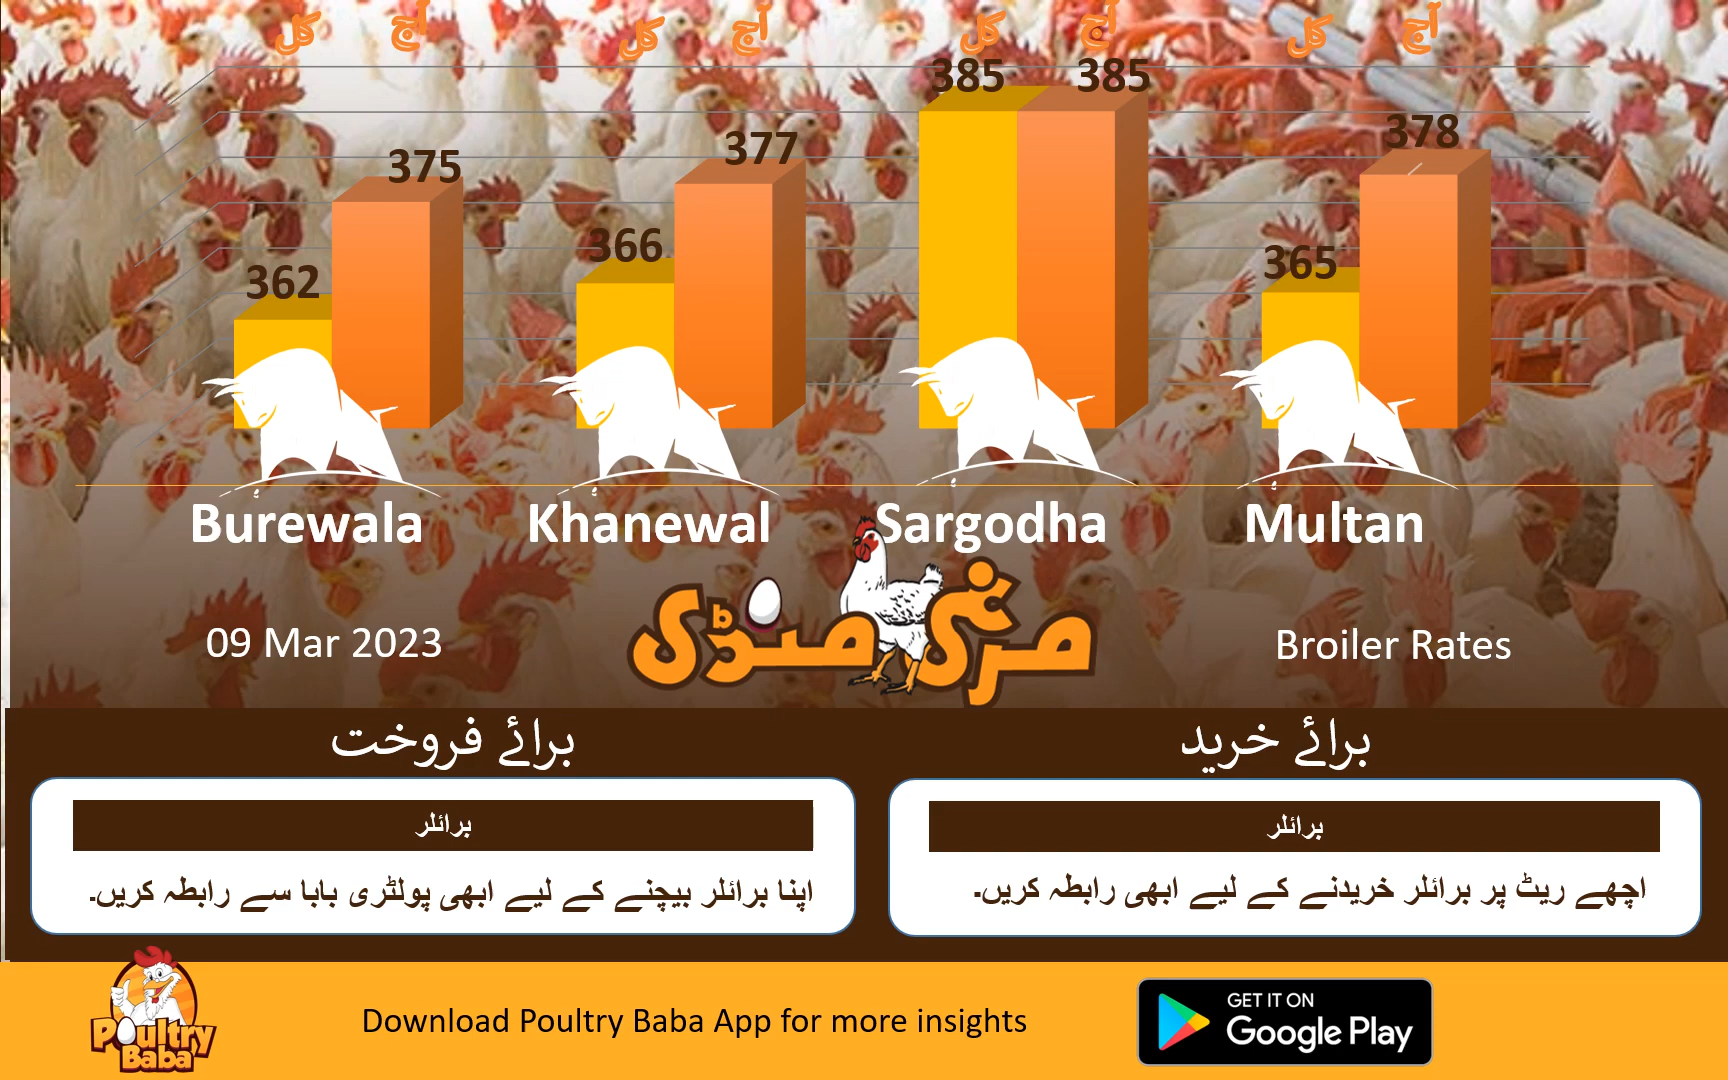 کل آج کل آج کل آج کل آج
362 375 366 377 385 385 365 378
Burewala Khanewal Sargodha Multan
09 Mar 2023
مرغی منڈی
Broiler Rates
برائے خرید
برائلر
اچھے ریٹ پر برائلر خریدنے کے لیے ابھی رابطہ کریں۔
برائے فروخت
برائلر
اپنا برائلر بیچنے کے لیے ابھی پولٹری بابا سے رابطہ کریں۔
Poultry
Baba
Download Poultry Baba App for more insights
GET IT ON
Google Play